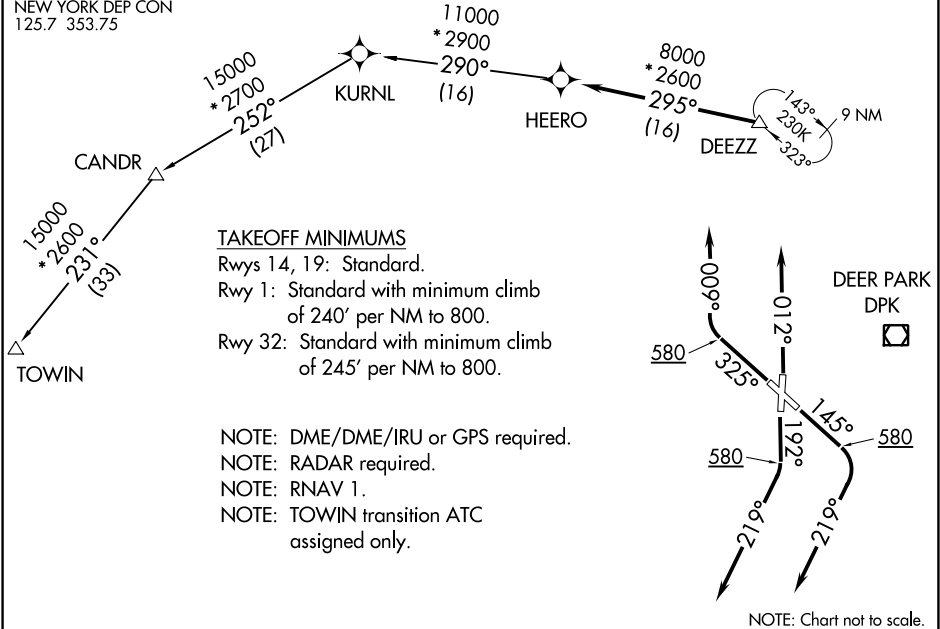 NEW YORK DEP CON
125.7 353.75
11000
*2900
290°
(16)
KURNL
15000
*2700
252°
(27)
8000
*2600
295°
(16)
HEERO
DEEZZ
143°
230K
323°
9 NM
CANDR
15000
*2600
231°
(33)
TOWIN
TAKEOFF MINIMUMS
Rwys 14, 19: Standard.
Rwy 1: Standard with minimum climb
of 240' per NM to 800.
Rwy 32: Standard with minimum climb
of 245' per NM to 800.
NOTE: DME/DME/IRU or GPS required.
NOTE: RADAR required.
NOTE: RNAV 1.
NOTE: TOWIN transition ATC
assigned only.
009°
012°
DEER PARK
DPK
580
325°
145°
192°
580
580
219°
219°
NOTE: Chart not to scale.